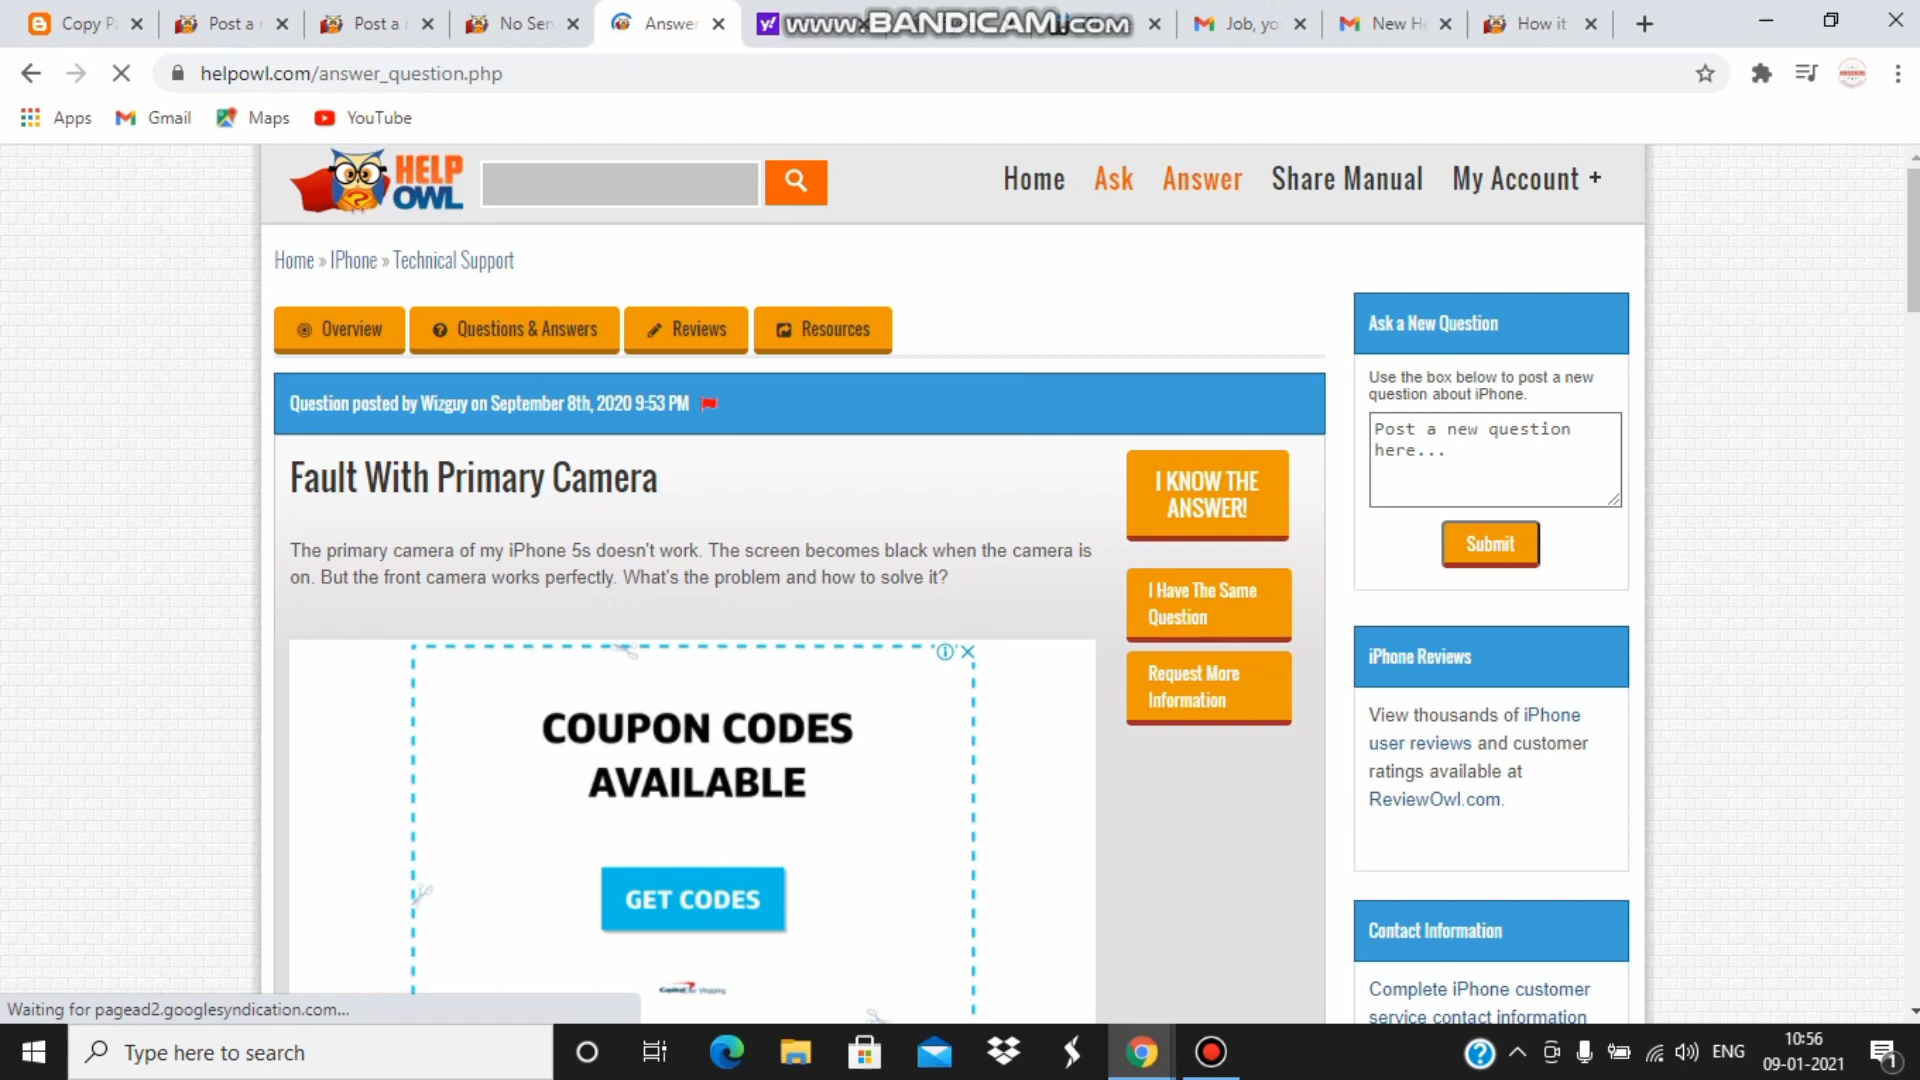 Copy P
Post a
Post a
No Ser
Answer
www.BANDICAM.com
Job, yo
New H
How it
helpowl.com/answer_question.php
Apps
Gmail
Maps
YouTube
HELP
OWL
Home
Ask
Answer
Share Manual
My Account +
Home » IPhone » Technical Support
Overview
Questions & Answers
Reviews
Resources
Question posted by Wizguy on September 8th, 2020 9:53 PM
Fault With Primary Camera
The primary camera of my iPhone 5s doesn't work. The screen becomes black when the camera is
on. But the front camera works perfectly. What's the problem and how to solve it?
I KNOW THE
ANSWER!
I Have The Same
Question
Request More
Information
COUPON CODES
AVAILABLE
GET CODES
Capital One Shopping
Ask a New Question
Use the box below to post a new
question about iPhone.
Post a new question
here...
Submit
iPhone Reviews
View thousands of iPhone
user reviews and customer
ratings available at
ReviewOwl.com.
Contact Information
Complete iPhone customer
service contact information
Waiting for pagead2.googlesyndication.com...
Type here to search
ENG
10:56
09-01-2021
1